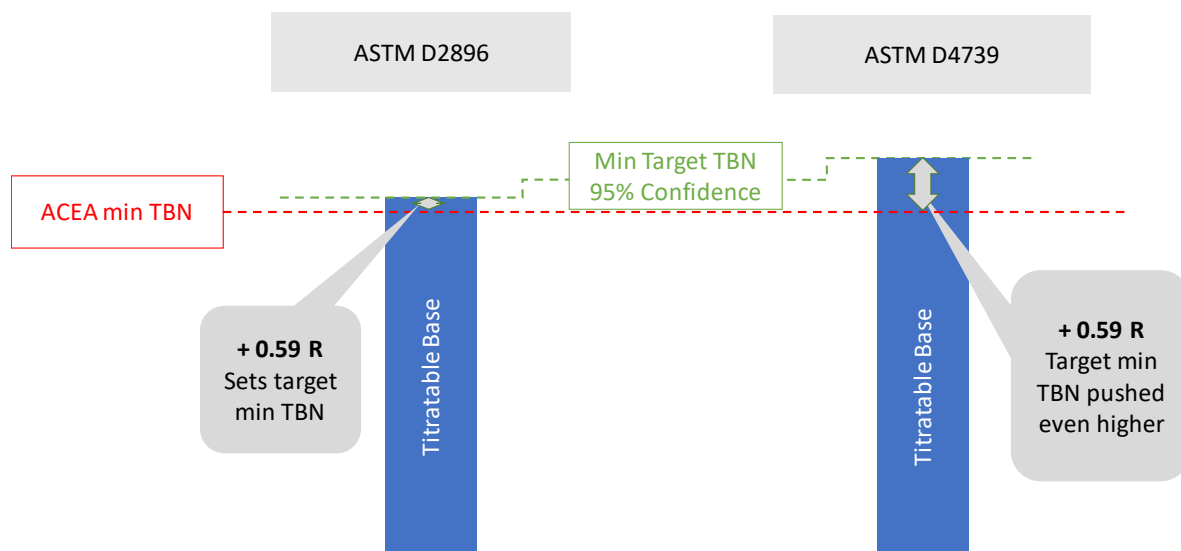 ASTM D2896
ASTM D4739
Min Target TBN
95% Confidence
ACEA min TBN
+ 0.59 R
Sets target
min TBN
Titratable Base
Titratable Base
+ 0.59 R
Target min
TBN pushed
even higher